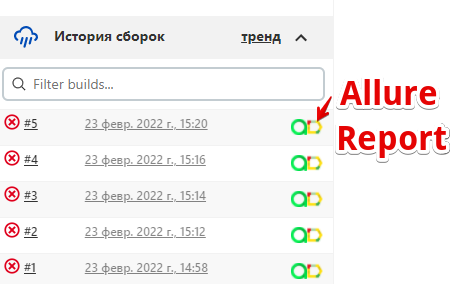 История сборок тренд
Filter builds...
Allure
Report
#5 23 февр. 2022 г., 15:20
#4 23 февр. 2022 г., 15:16
#3 23 февр. 2022 г., 15:14
#2 23 февр. 2022 г., 15:12
#1 23 февр. 2022 г., 14:58